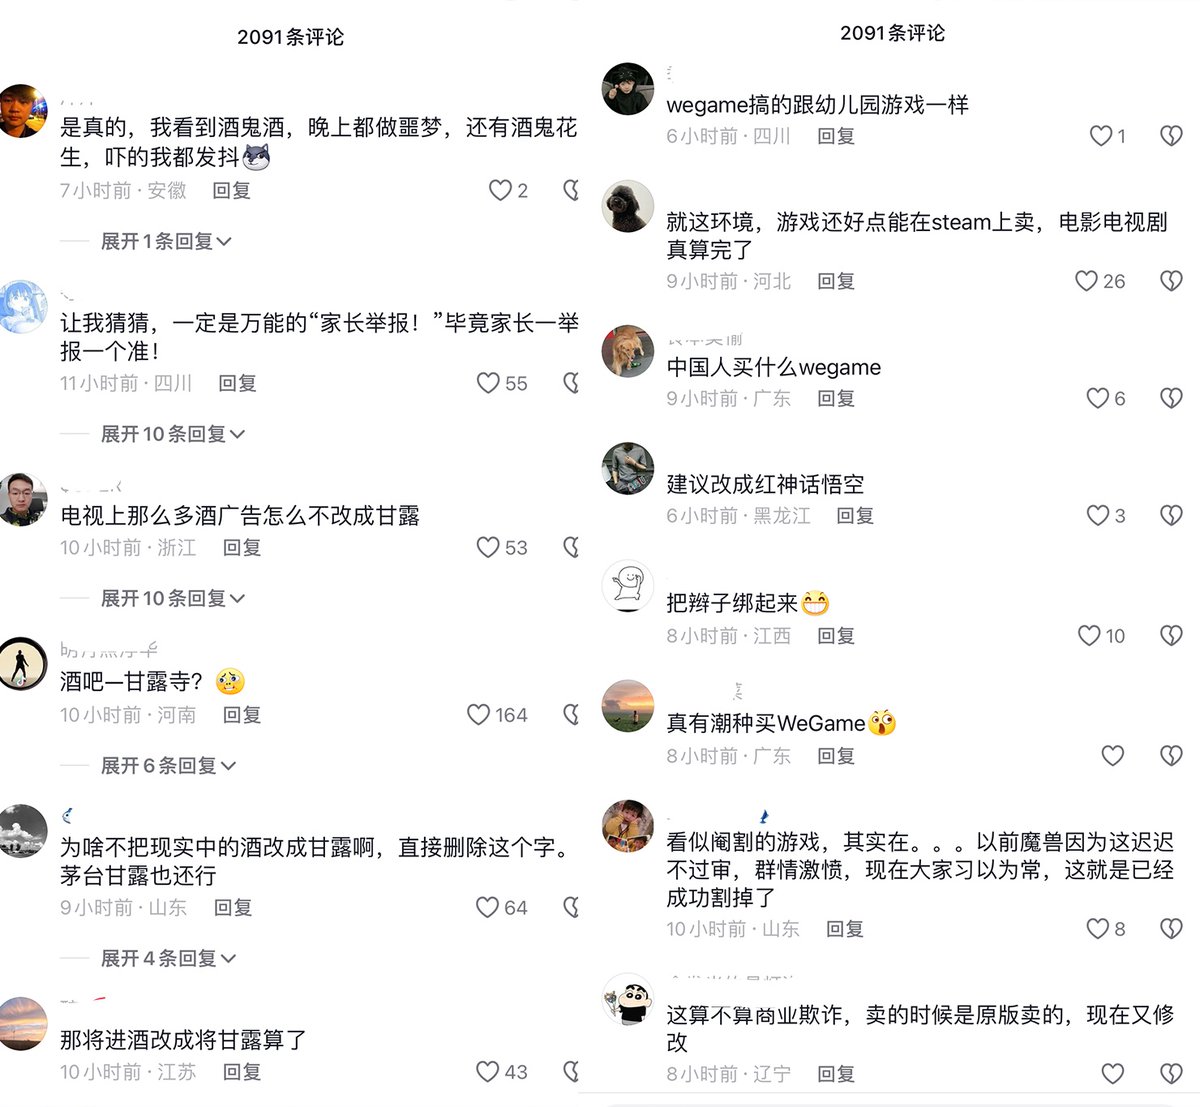 2091条评论
是真的，我看到酒鬼酒，晚上都做噩梦，还有酒鬼花
生，吓的我都发抖
7小时前·安徽 回复
2
展开1条回复
让我猜猜，一定是万能的“家长举报！”毕竟家长一举
报一个准！
11小时前·四川 回复
55
展开10条回复
电视上那么多酒广告怎么不改成甘露
10小时前·浙江 回复
53
展开10条回复
酒吧—甘露寺？
10小时前·河南 回复
164
展开6条回复
为啥不把现实中的酒改成甘露啊，直接删除这个字。
茅台甘露也还行
9小时前·山东 回复
64
展开4条回复
那将进酒改成将甘露算了
10小时前·江苏 回复
43
2091条评论
wegame搞的跟幼儿园游戏一样
6小时前·四川 回复
1
就这环境，游戏还好点能在steam上卖，电影电视剧
真算完了
9小时前·河北 回复
26
中国人买什么wegame
9小时前·广东 回复
6
建议改成红神话悟空
6小时前·黑龙江 回复
3
把辫子绑起来
8小时前·江西 回复
10
真有潮种买WeGame
8小时前·广东 回复
看似阉割的游戏，其实在。。。以前魔兽因为这迟迟
不过审，群情激愤，现在大家习以为常，这就是已经
成功割掉了
10小时前·山东 回复
8
这算不算商业欺诈，卖的时候是原版卖的，现在又修
改
8小时前·辽宁 回复